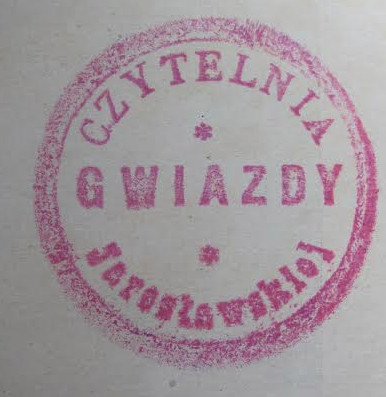 CZYTELNIA
*
GWIAZDY
*
Jarosławskiej